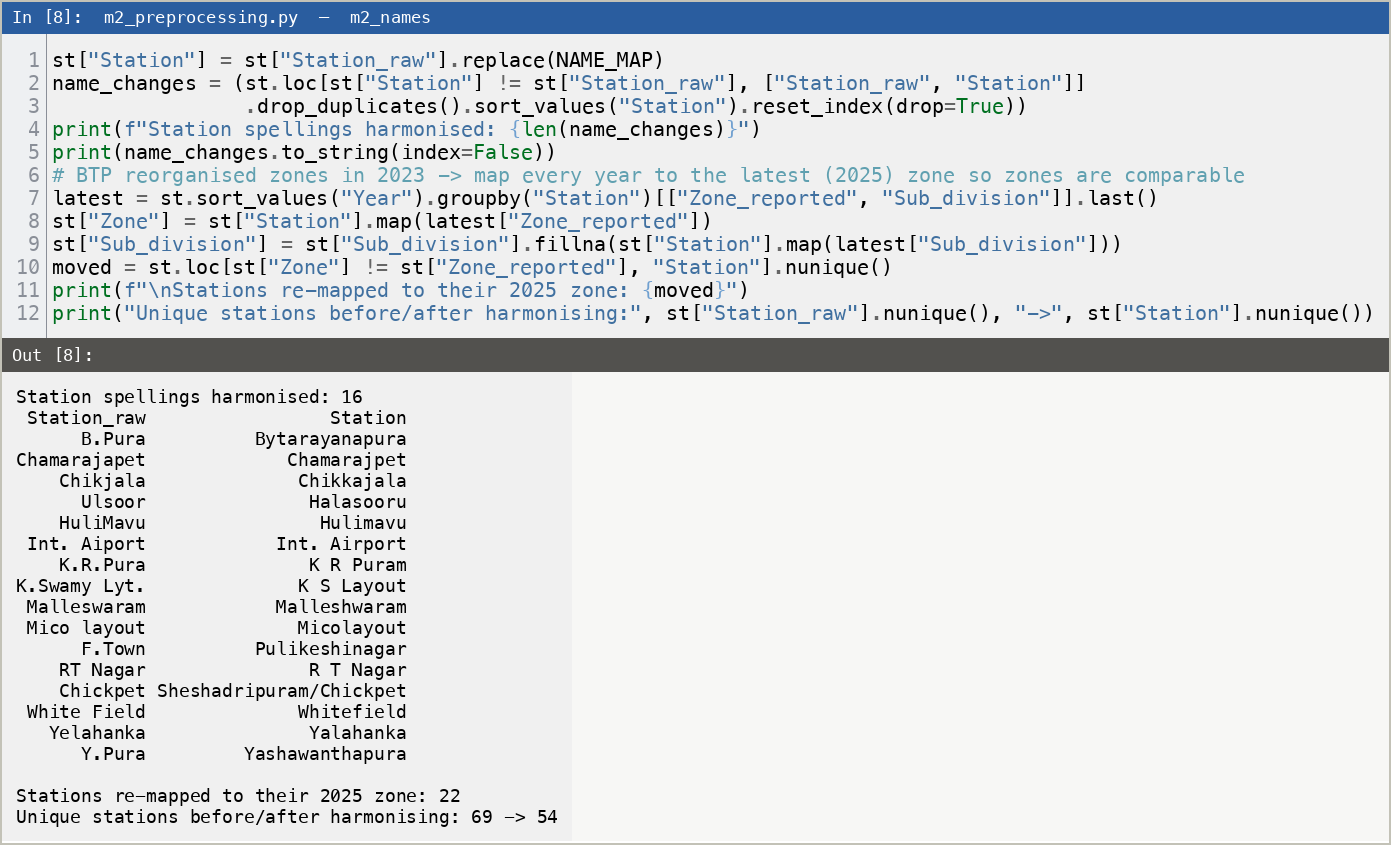 In [8]:  m2_preprocessing.py  —  m2_names
1 st["Station"] = st["Station_raw"].replace(NAME_MAP)
2 name_changes = (st.loc[st["Station"] != st["Station_raw"], ["Station_raw", "Station"]]
3                 .drop_duplicates().sort_values("Station").reset_index(drop=True))
4 print(f"Station spellings harmonised: {len(name_changes)}")
5 print(name_changes.to_string(index=False))
6 # BTP reorganised zones in 2023 -> map every year to the latest (2025) zone so zones are comparable
7 latest = st.sort_values("Year").groupby("Station")[["Zone_reported", "Sub_division"]].last()
8 st["Zone"] = st["Station"].map(latest["Zone_reported"])
9 st["Sub_division"] = st["Sub_division"].fillna(st["Station"].map(latest["Sub_division"]))
10 moved = st.loc[st["Zone"] != st["Zone_reported"], "Station"].nunique()
11 print(f"\nStations re-mapped to their 2025 zone: {moved}")
12 print("Unique stations before/after harmonising:", st["Station_raw"].nunique(), "->", st["Station"].nunique())
Out [8]:
Station spellings harmonised: 16
Station_raw                 Station
B.Pura          Bytarayanapura
Chamarajapet             Chamarajpet
Chikjala              Chikkajala
Ulsoor               Halasooru
HuliMavu                Hulimavu
Int. Aiport            Int. Airport
K.R.Pura               K R Puram
K.Swamy Lyt.              K S Layout
Malleswaram            Malleshwaram
Mico layout              Micolayout
F.Town          Pulikeshinagar
RT Nagar               R T Nagar
Chickpet Sheshadripuram/Chickpet
White Field              Whitefield
Yelahanka               Yalahanka
Y.Pura         Yashawanthapura
Stations re-mapped to their 2025 zone: 22
Unique stations before/after harmonising: 69 -> 54